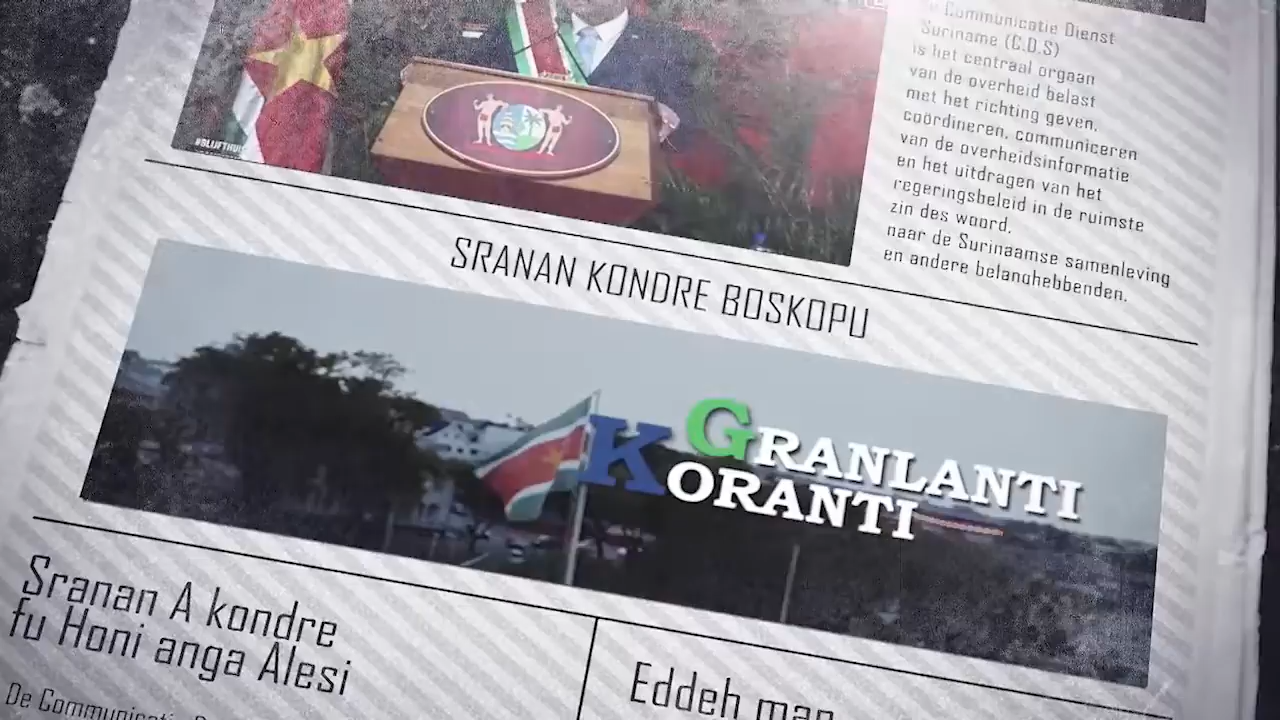 #BLIJFTHUIS
Communicatie Dienst
Suriname (C.D.S)
is het centraal orgaan
van de overheid belast
met het richting geven,
coördineren, communiceren
van de overheidsinformatie
en het uitdragen van het
regeringsbeleid in de ruimste
zin des woord,
naar de Surinaamse samenleving
en andere belanghebbenden.
SRANAN KONDRE BOSKOPU
GRANLANTI
KORANTI
Sranan A kondre
fu Honi anga Alesi
De Communicatie
Eddeh man